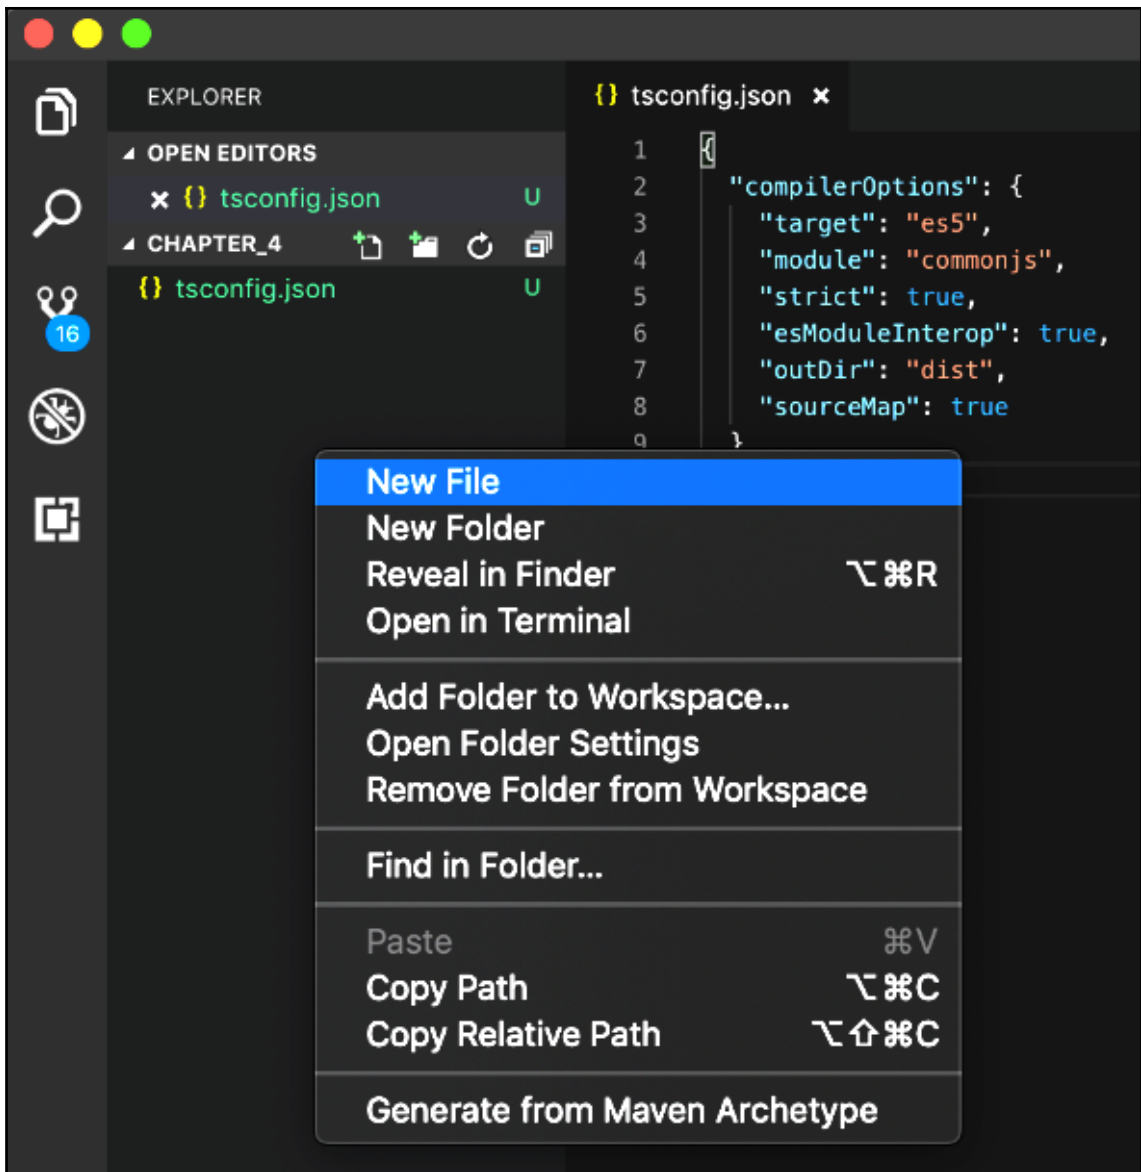 EXPLORER
OPEN EDITORS
{} tsconfig.json U
CHAPTER_4
{} tsconfig.json U
16
{} tsconfig.json
1 {
2 "compilerOptions": {
3 "target": "es5",
4 "module": "commonjs",
5 "strict": true,
6 "esModuleInterop": true,
7 "outDir": "dist",
8 "sourceMap": true
9 }
New File
New Folder
Reveal in Finder ⌥⌘R
Open in Terminal
Add Folder to Workspace...
Open Folder Settings
Remove Folder from Workspace
Find in Folder...
Paste ⌘V
Copy Path ⌥⌘C
Copy Relative Path ⌥⇧⌘C
Generate from Maven Archetype